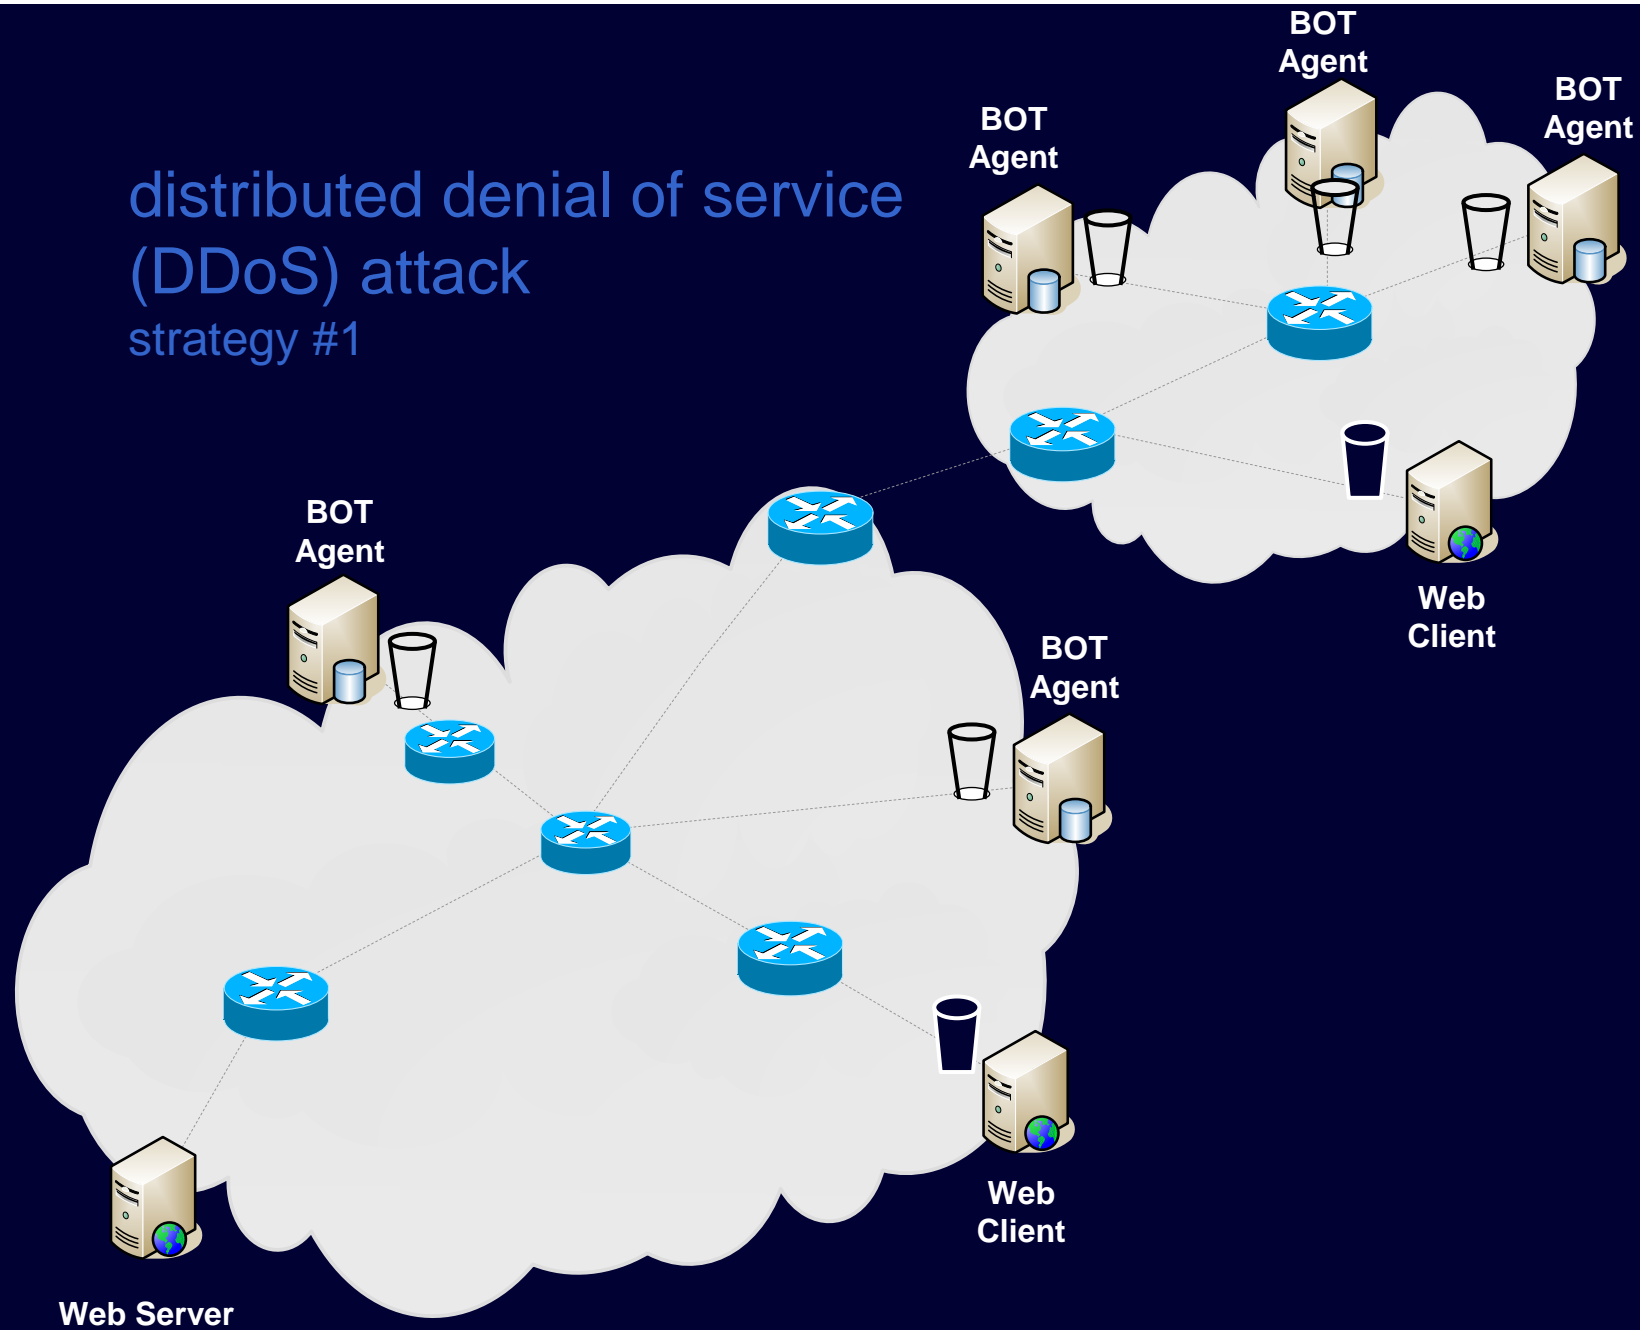 distributed denial of service
(DDoS) attack
strategy #1
BOT
Agent
BOT
Agent
BOT
Agent
Web
Client
BOT
Agent
BOT
Agent
Web
Client
Web Server